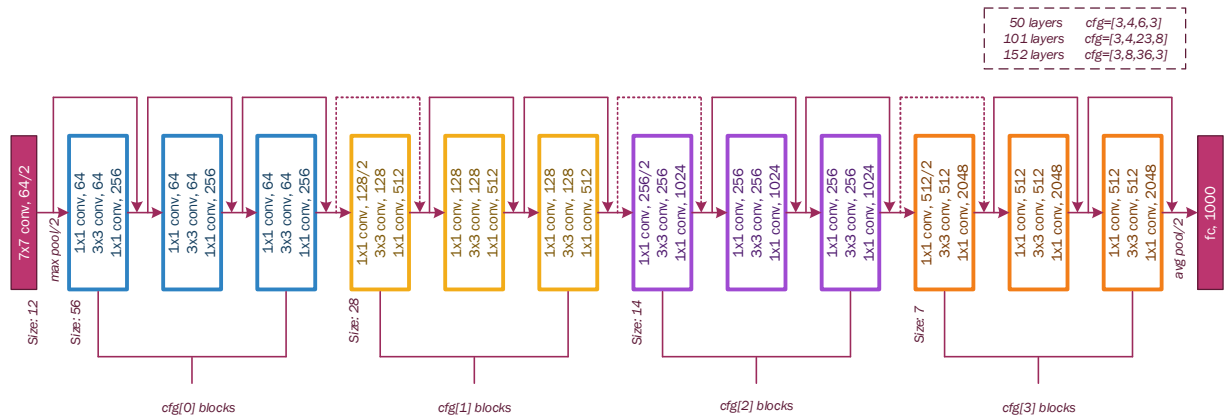 50 layers cfg=[3,4,6,3]
101 layers cfg=[3,4,23,8]
152 layers cfg=[3,8,36,3]
7x7 conv, 64/2
max pool/2
1x1 conv, 64
3x3 conv, 64
1x1 conv, 256
1x1 conv, 64
3x3 conv, 64
1x1 conv, 256
1x1 conv, 64
3x3 conv, 64
1x1 conv, 256
1x1 conv, 128/2
3x3 conv, 128
1x1 conv, 512
1x1 conv, 128
3x3 conv, 128
1x1 conv, 512
1x1 conv, 128
3x3 conv, 128
1x1 conv, 512
1x1 conv, 256/2
3x3 conv, 256
1x1 conv, 1024
1x1 conv, 256
3x3 conv, 256
1x1 conv, 1024
1x1 conv, 256
3x3 conv, 256
1x1 conv, 1024
1x1 conv, 512/2
3x3 conv, 512
1x1 conv, 2048
1x1 conv, 512
1x3 conv, 512
1x1 conv, 2048
1x1 conv, 512
3x3 conv, 512
1x1 conv, 2048
avg pool/2
fc, 1000
Size: 12
Size: 56
Size: 28
Size: 14
Size: 7
cfg[0] blocks
cfg[1] blocks
cfg[2] blocks
cfg[3] blocks